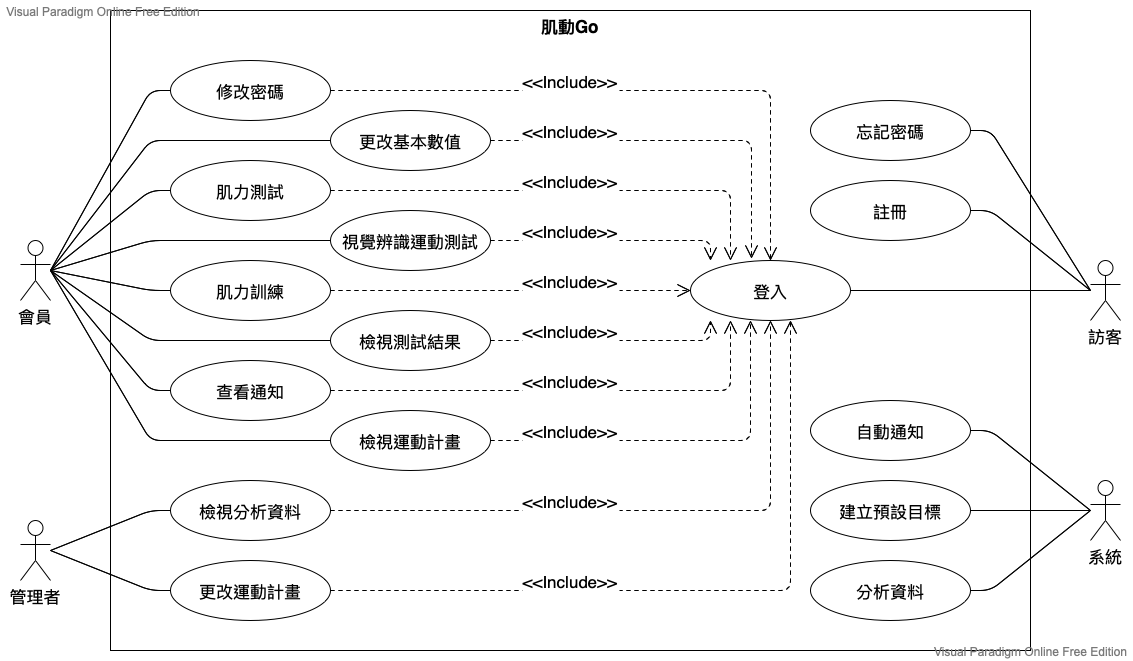 Visual Paradigm Online Free Edition
肌動Go
修改密碼
<<Include>>
更改基本數值
<<Include>>
忘記密碼
肌力測試
<<Include>>
註冊
視覺辨識運動測試
<<Include>>
肌力訓練
<<Include>>
登入
會員
訪客
檢視測試結果
<<Include>>
查看通知
<<Include>>
檢視運動計畫
<<Include>>
自動通知
檢視分析資料
<<Include>>
建立預設目標
系統
管理者
更改運動計畫
<<Include>>
分析資料
Visual Paradigm Online Free Edition